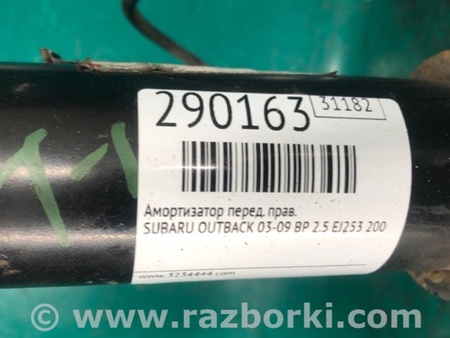 290163
31182
Амортизатор перед. прав.
SUBARU OUTBACK 03-09 BP 2.5 EJ253 200
www.3234444.com
© www.razborki.com